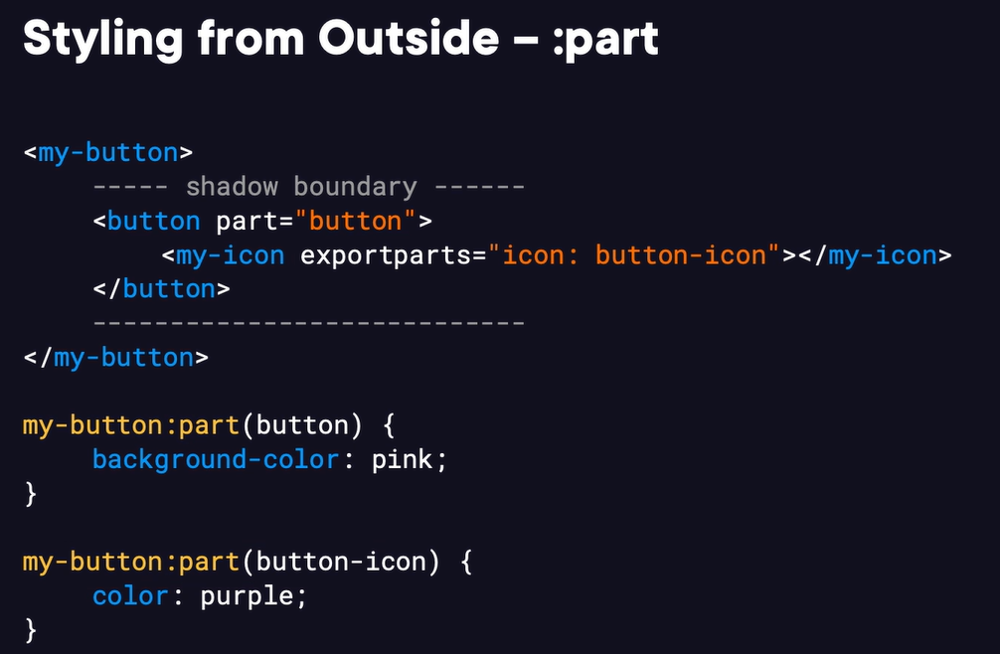 Styling from Outside – :part
<my-button>
----- shadow boundary ------
<button part="button">
<my-icon exportparts="icon: button-icon"></my-icon>
</button>
----------------------------
</my-button>
my-button:part(button) {
background-color: pink;
}
my-button:part(button-icon) {
color: purple;
}